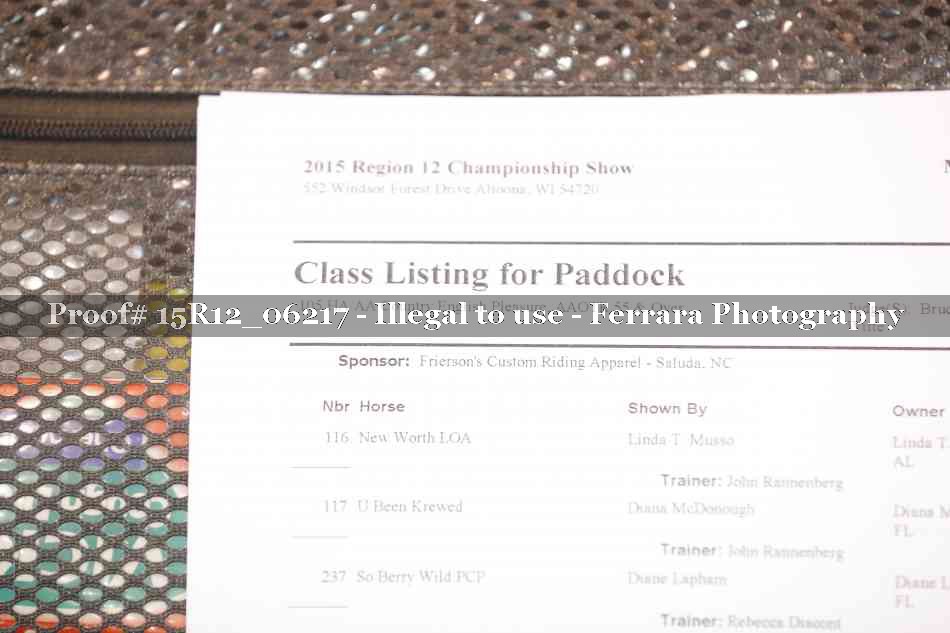 2015 Region 12 Championship Show
552 Windsor Forest Drive Altoona, WI 54720
Class Listing for Paddock
Proof# 15R12_06217 - Illegal to use - Ferrara Photography
Sponsor: Frierson's Custom Riding Apparel - Saluda, NC
Nbr Horse Shown By Owner
116 New Worth LOA Linda T. Musso Linda T.
AL
Trainer: John Rannenberg
117 U Been Krewed Diana McDonough Diana M
FL
Trainer: John Rannenberg
237 So Berry Wild PCP Diane Lapham Diane L
FL
Trainer: Rebecca